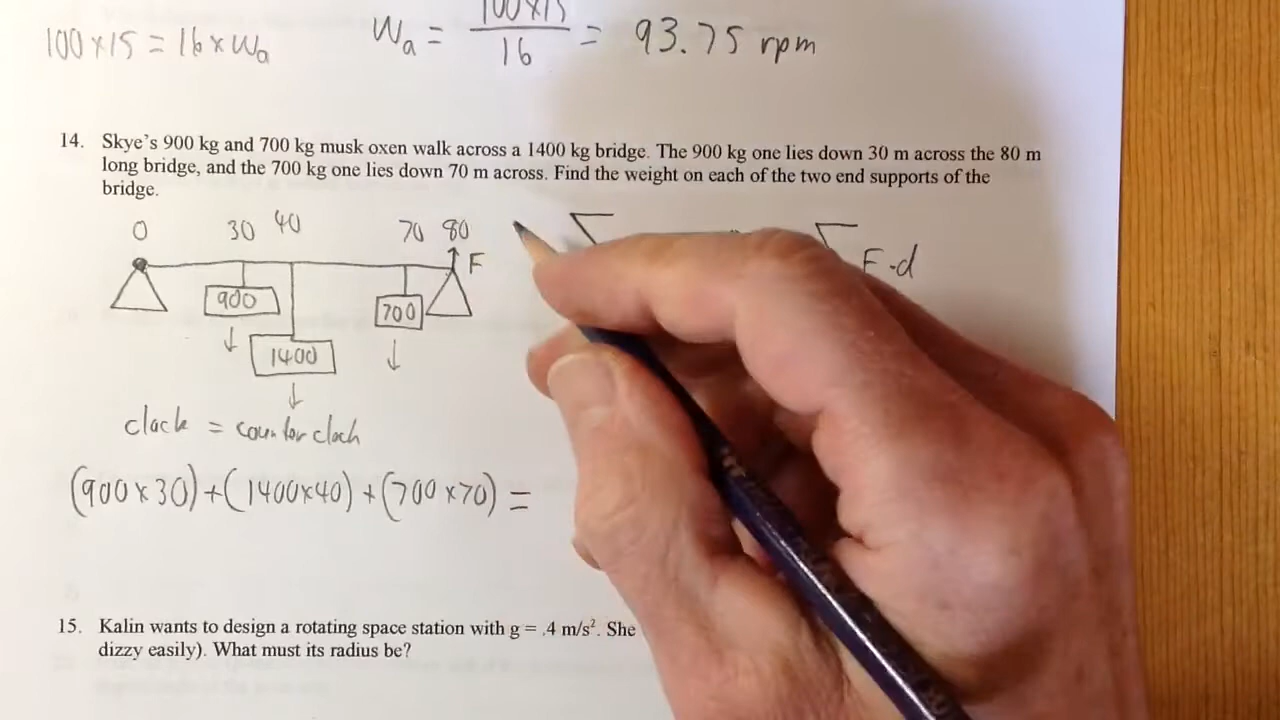 100×15 = 16×Wa
Wa = 100×15 / 16 = 93.75 rpm
14. Skye's 900 kg and 700 kg musk oxen walk across a 1400 kg bridge. The 900 kg one lies down 30 m across the 80 m
long bridge, and the 700 kg one lies down 70 m across. Find the weight on each of the two end supports of the
bridge.
0 30 40 70 80
F
F·d
900
700
1400
clock = counter clock
(900×30)+(1400×40)+(700×70) =
15. Kalin wants to design a rotating space station with g = .4 m/s². She
dizzy easily). What must its radius be?